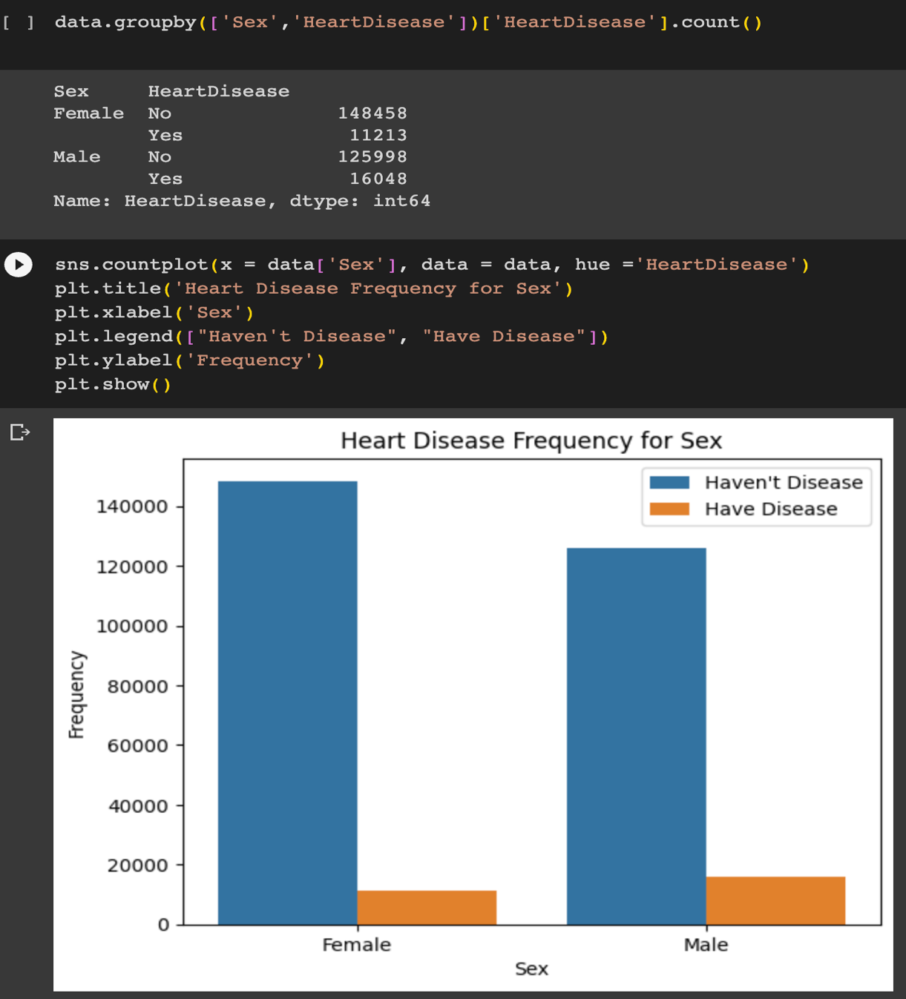 [ ] data.groupby(['Sex','HeartDisease'])['HeartDisease'].count()
Sex     HeartDisease
Female  No              148458
        Yes              11213
Male    No              125998
        Yes              16048
Name: HeartDisease, dtype: int64
sns.countplot(x = data['Sex'], data = data, hue ='HeartDisease')
plt.title('Heart Disease Frequency for Sex')
plt.xlabel('Sex')
plt.legend(["Haven't Disease", "Have Disease"])
plt.ylabel('Frequency')
plt.show()
Heart Disease Frequency for Sex
Haven't Disease
Have Disease
140000
120000
100000
80000
60000
40000
20000
0
Frequency
Female Male
Sex